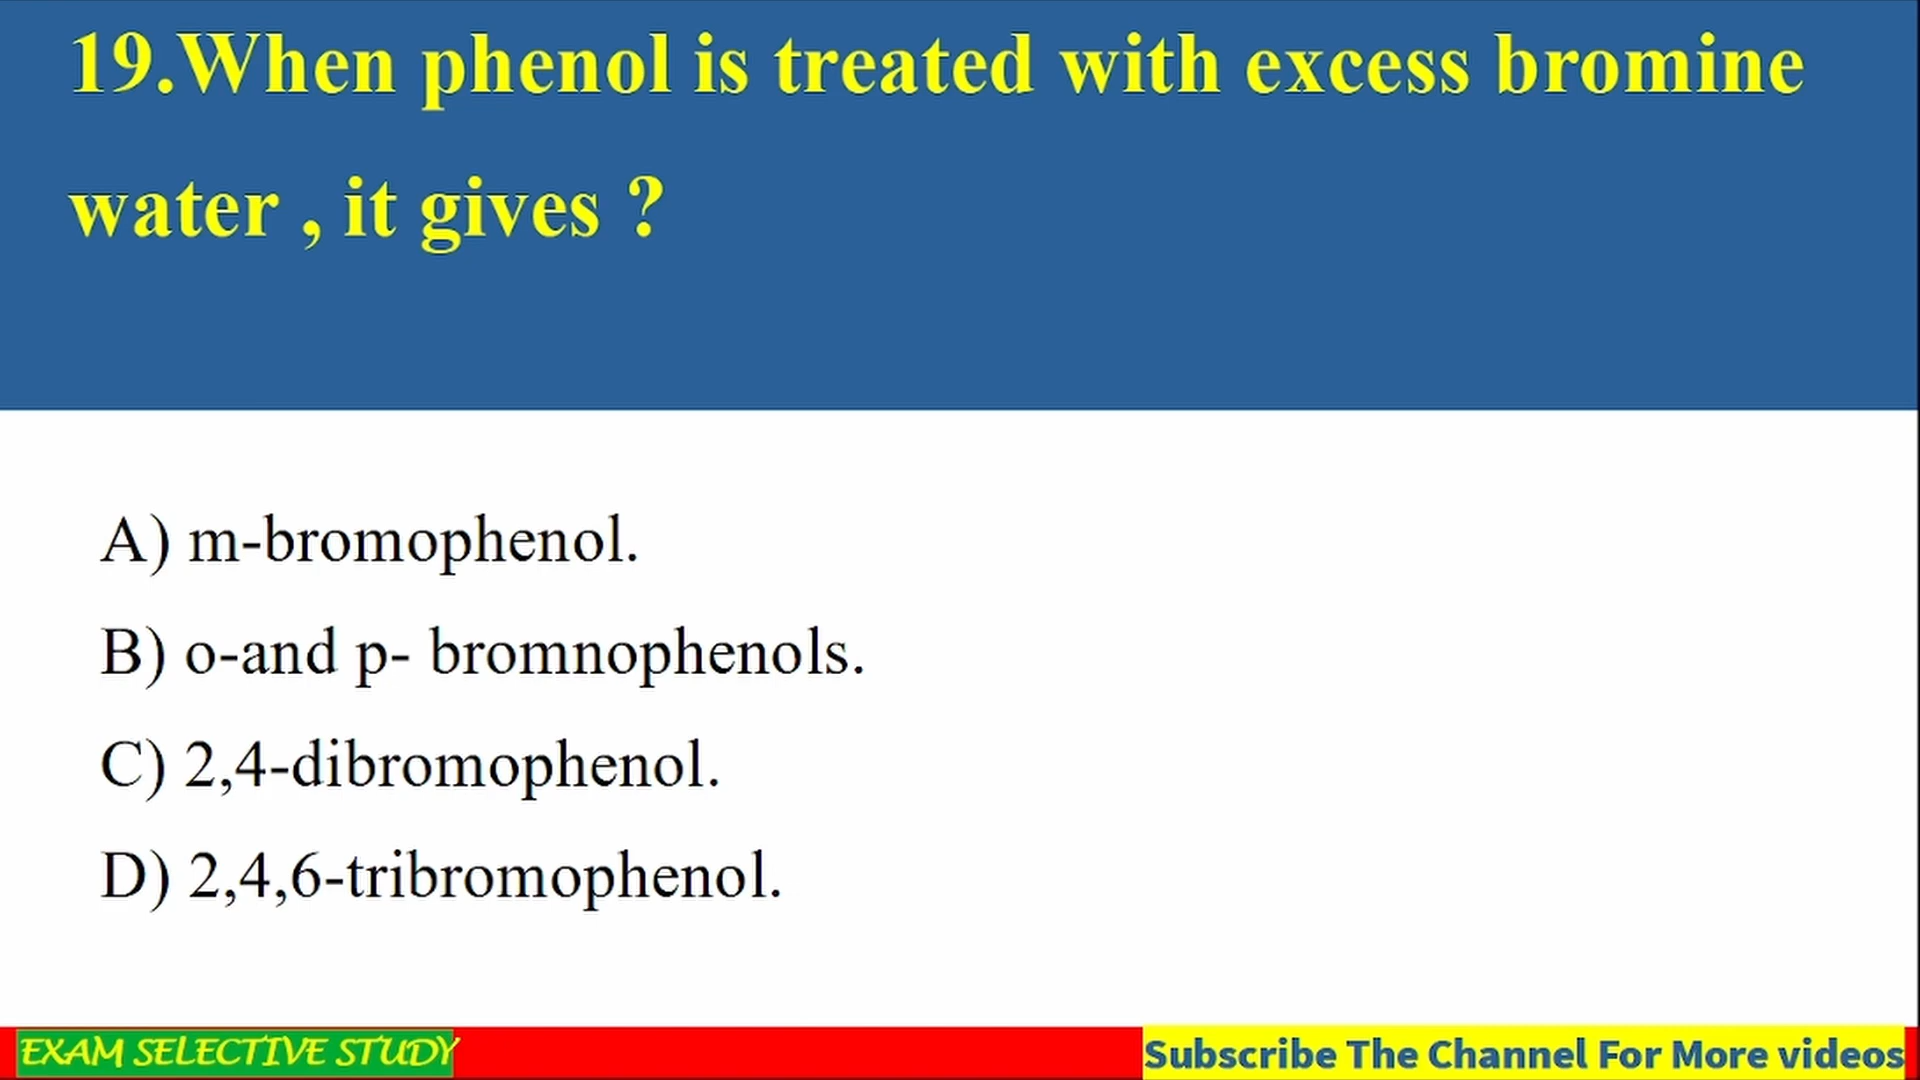 19.When phenol is treated with excess bromine
water , it gives ?
A) m-bromophenol.
B) o-and p- bromnophenols.
C) 2,4-dibromophenol.
D) 2,4,6-tribromophenol.
EXAM SELECTIVE STUDY
Subscribe The Channel For More videos